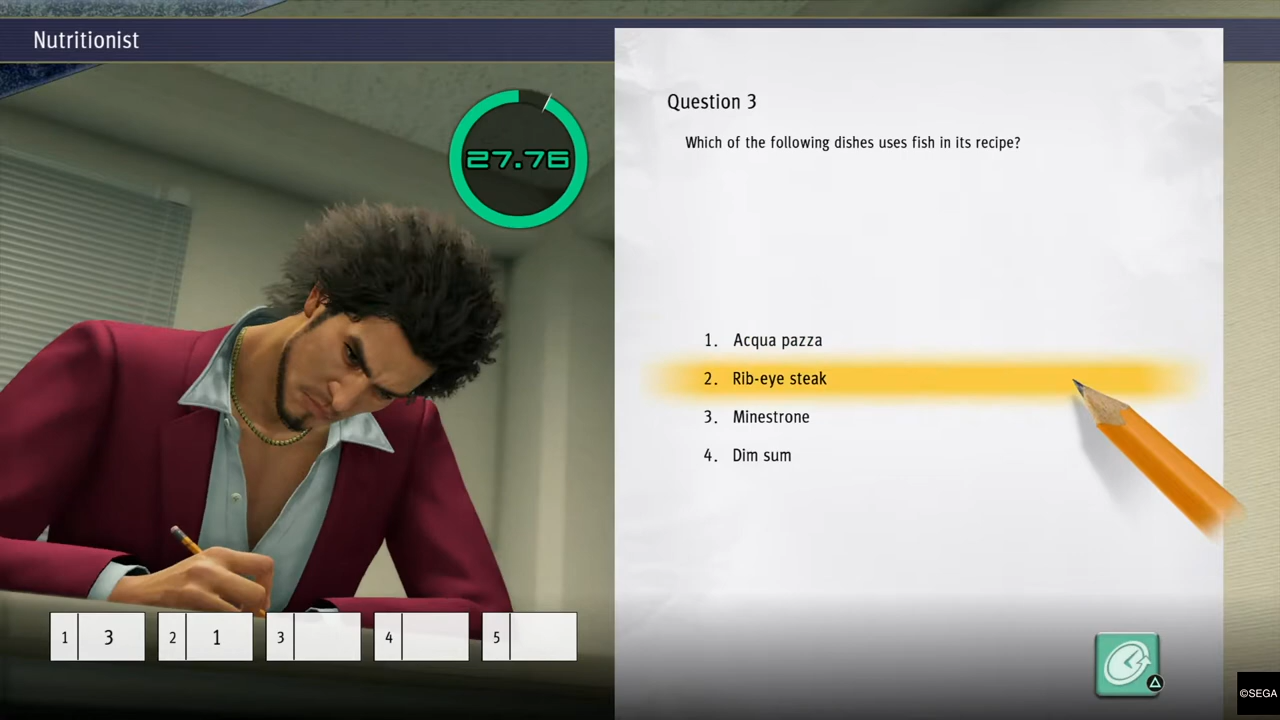 Nutritionist
27.76
Question 3
Which of the following dishes uses fish in its recipe?
1. Acqua pazza
2. Rib-eye steak
3. Minestrone
4. Dim sum
1 3 2 1 3 4 5
©SEGA